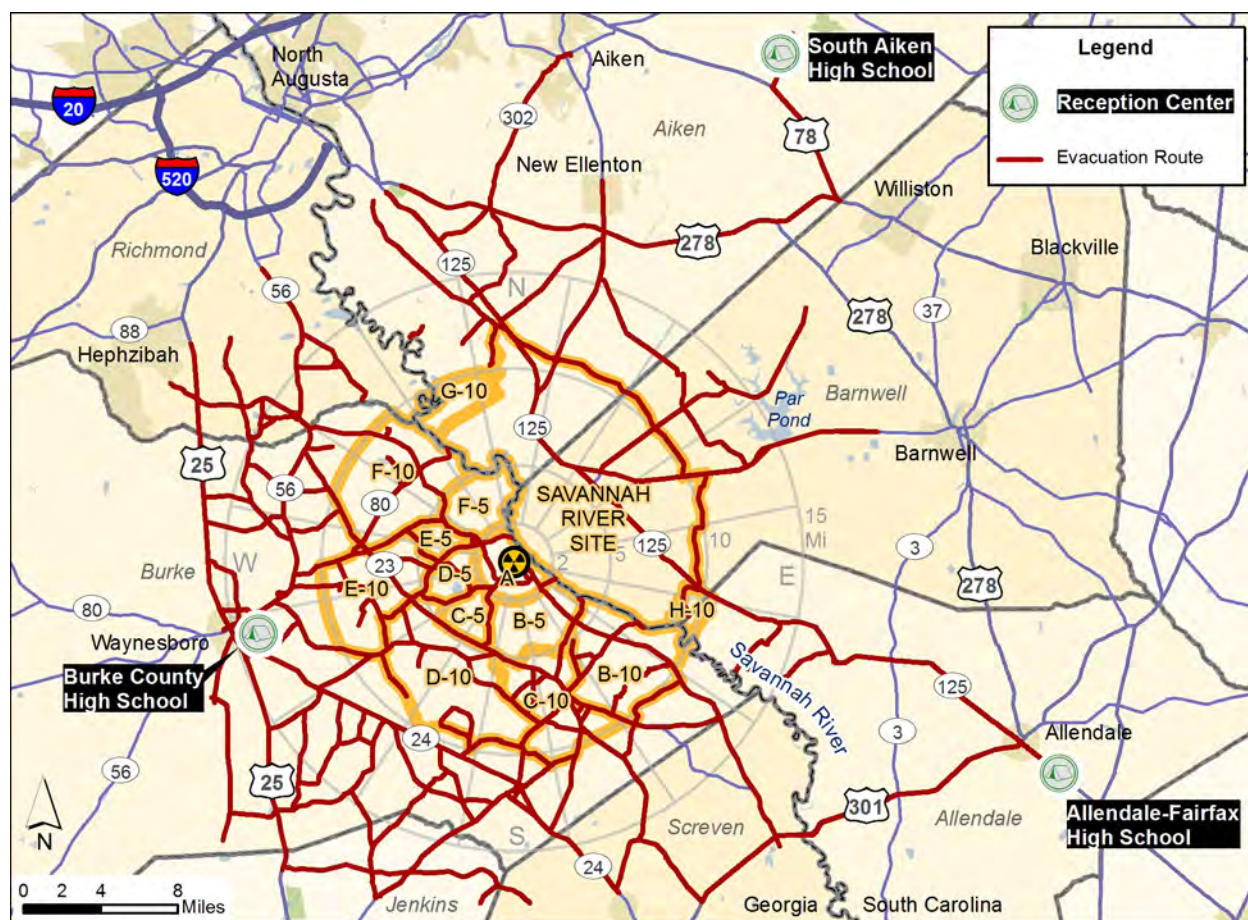 North
Augusta
20
520
Richmond
56
88
Hephzibah
Aiken
302
Aiken
New Ellenton
South Aiken
High School
78
278
Williston
Blackville
Legend
Reception Center
Evacuation Route
125
N
G-10
125
278
37
Par
Pond
Barnwell
Barnwell
25
56
F-10
80
F-5
SAVANNAH
RIVER
SITE
E-5
23
D-5
A
2
5
125
10
15
Mi
W
E
Burke
E-10
C-5
B-5
H-10
3
278
80
Waynesboro
Burke County
High School
D-10
C-10
B-10
Savannah River
125
24
3
Allendale
56
25
N
S
24
Screven
301
Allendale
Allendale-Fairfax
High School
0 2 4 8
Miles
Jenkins
Georgia
South Carolina